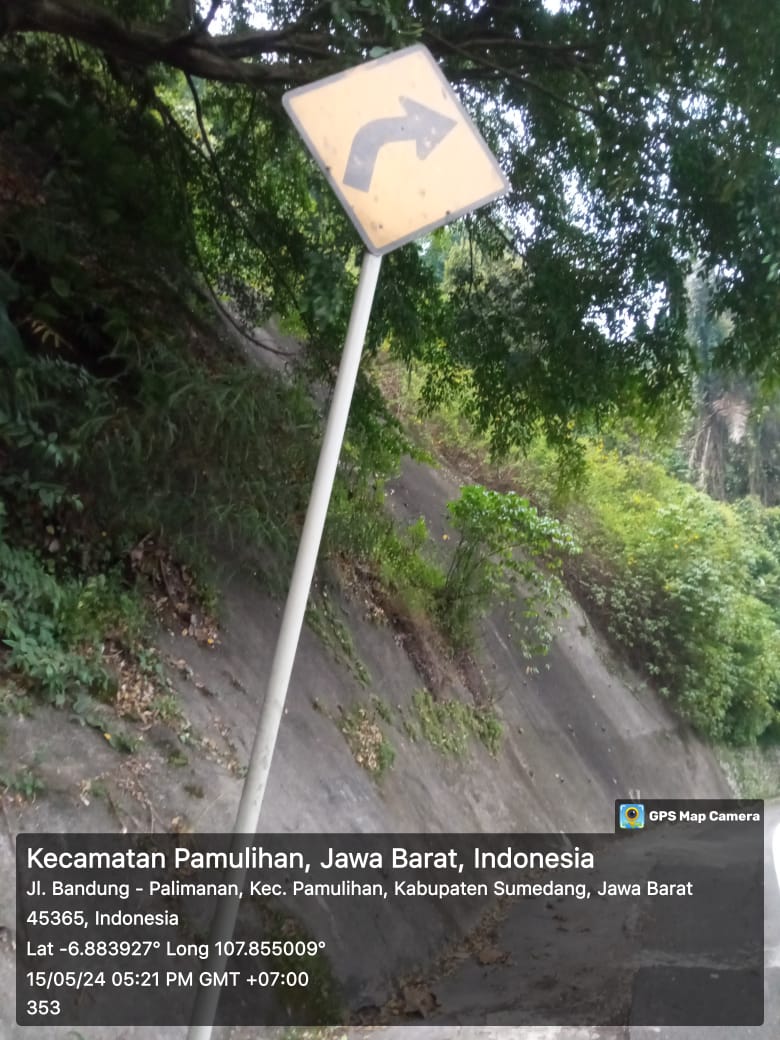 GPS Map Camera
Kecamatan Pamulihan, Jawa Barat, Indonesia
Jl. Bandung - Palimanan, Kec. Pamulihan, Kabupaten Sumedang, Jawa Barat
45365, Indonesia
Lat -6.883927° Long 107.855009°
15/05/24 05:21 PM GMT +07:00
353